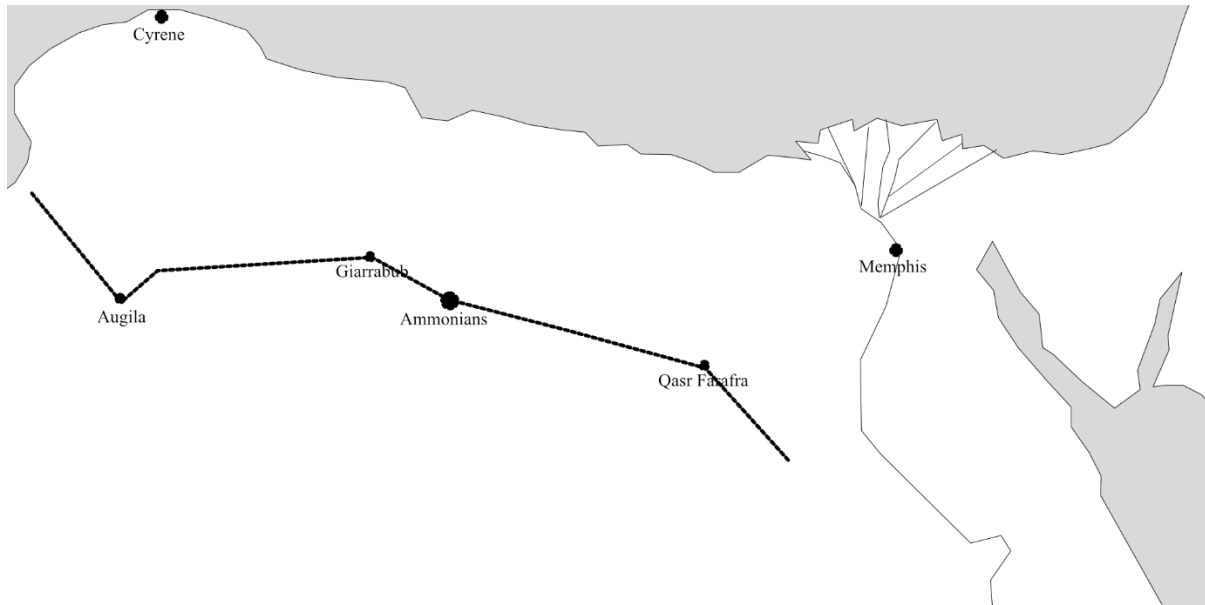 Cyrene
Memphis
Giarrabub
Augila
Ammonians
Qasr Farafra